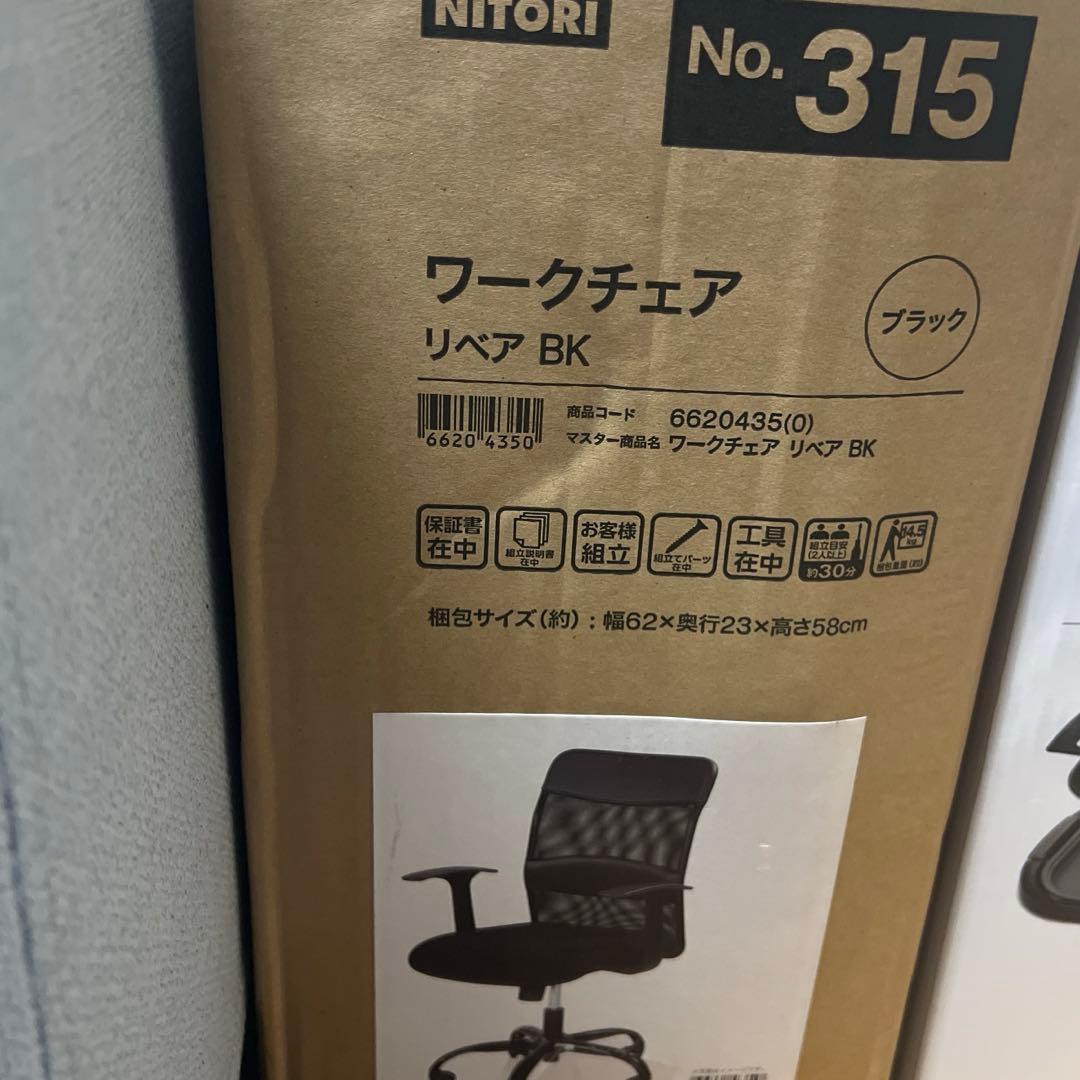 NITORI
No. 315
ワークチェア
リベア BK
ブラック
6620 4350
商品コード 6620435(0)
マスター商品名 ワークチェア リベア BK
保証書
在中
組立説明書
在中
お客様
組立
組立てパーツ
在中
工具
在中
組立目安
(2人以上)
約30分
14.5
kg
梱包重量(約)
梱包サイズ(約):幅62×奥行23×高さ58cm